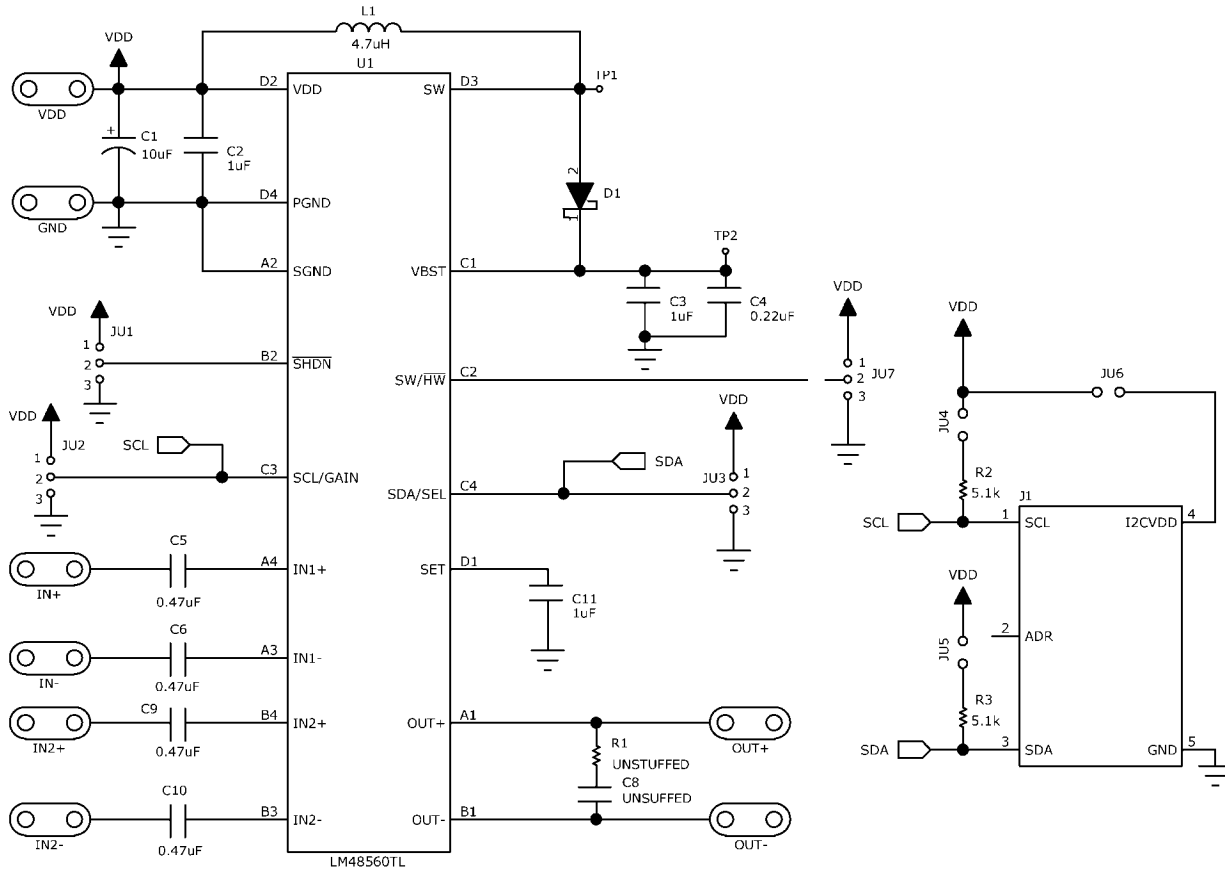 L1
4.7uH
U1
VDD
VDD
D2
VDD
SW
D3
TP1
+
C1
10uF
C2
1uF
D4
PGND
GND
2
D1
1
A2
SGND
VBST
C1
TP2
C3
1uF
C4
0.22uF
VDD
JU1
1
2
3
B2
SHDN
SW/HW
C2
VDD
1
2
3
JU7
VDD
JU2
1
2
3
SCL
C3
SCL/GAIN
SDA/SEL
C4
SDA
VDD
JU3
1
2
3
C5
0.47uF
IN+
A4
IN1+
SET
D1
C11
1uF
C6
0.47uF
IN-
A3
IN1-
C9
0.47uF
IN2+
B4
IN2+
OUT+
A1
OUT+
R1
UNSTUFFED
C8
UNSUFFED
C10
0.47uF
IN2-
B3
IN2-
OUT-
B1
OUT-
LM48560TL
VDD
JU4
JU6
R2
5.1k
J1
SCL
1
SCL
I2CVDD
4
VDD
JU5
2
ADR
R3
5.1k
SDA
3
SDA
GND
5